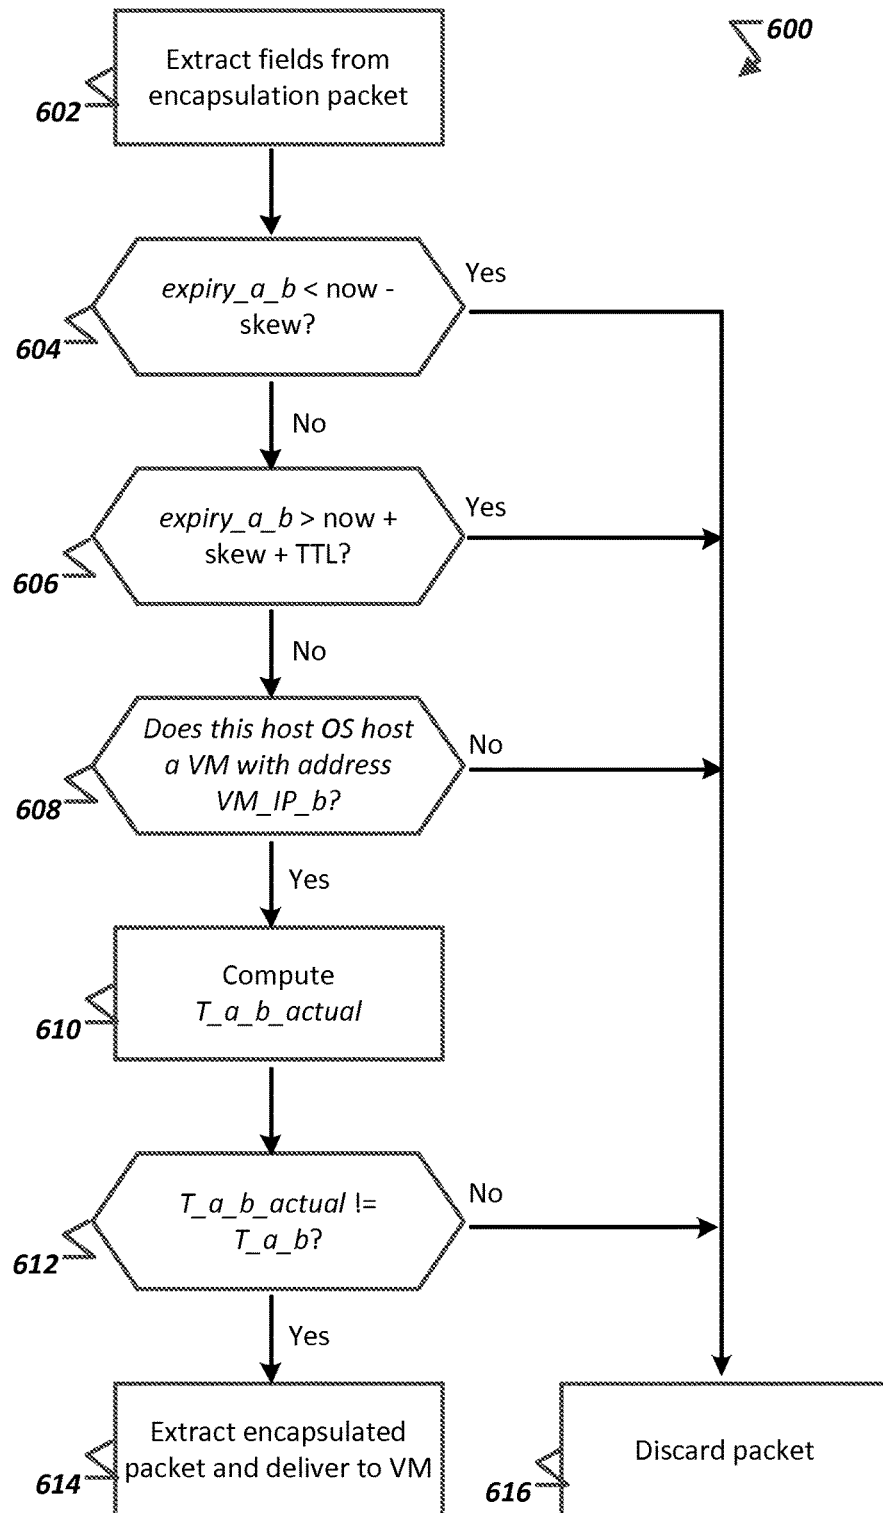 600
Extract fields from
encapsulation packet
602
expiry_a_b < now -
skew?
Yes
604
No
expiry_a_b > now +
skew + TTL?
Yes
606
No
Does this host OS host
a VM with address
VM_IP_b?
No
608
Yes
Compute
T_a_b_actual
610
T_a_b_actual !=
T_a_b?
No
612
Yes
Extract encapsulated
packet and deliver to VM
614
Discard packet
616